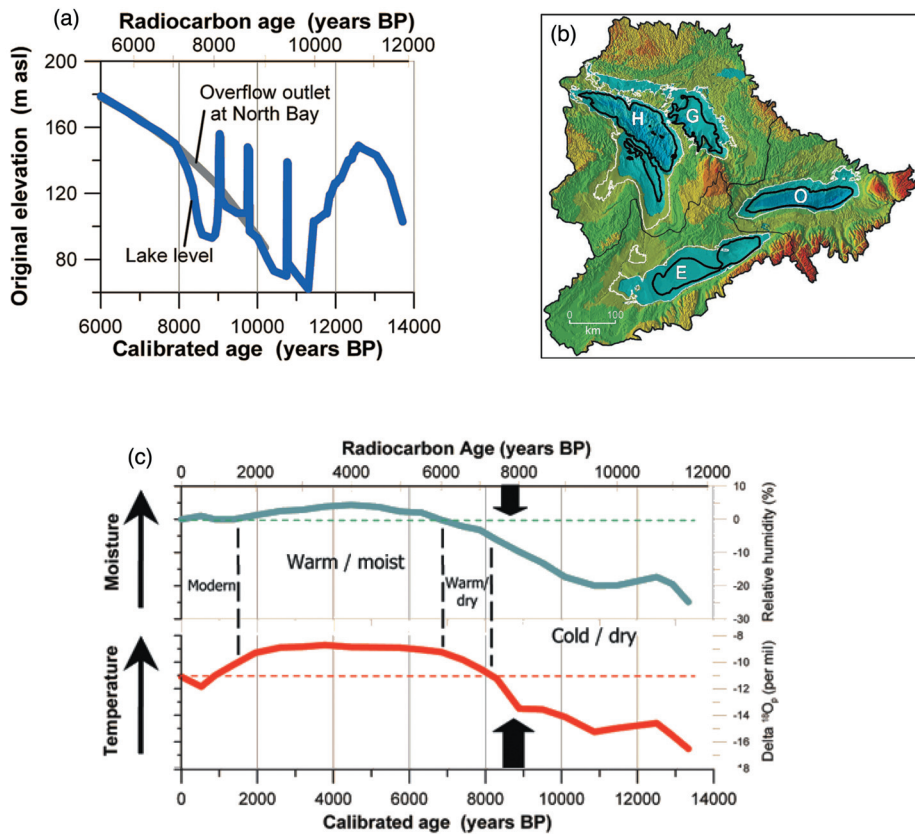 (a)
Radiocarbon age (years BP)
6000 8000 10000 12000
Original elevation (m asl)
200
160
120
80
Overflow outlet
at North Bay
Lake level
6000 8000 10000 12000 14000
Calibrated age (years BP)
(b)
H
G
O
E
0 100
km
(c)
Radiocarbon Age (years BP)
0 2000 4000 6000 8000 10000 12000
Moisture
10
0
-10
-20
-30
Relative humidity (%)
Modern
Warm / moist
Warm/
dry
Cold / dry
Temperature
-8
-10
-12
-14
-16
-18
Delta ¹⁸Oₚ (per mil)
0 2000 4000 6000 8000 10000 12000 14000
Calibrated age (years BP)